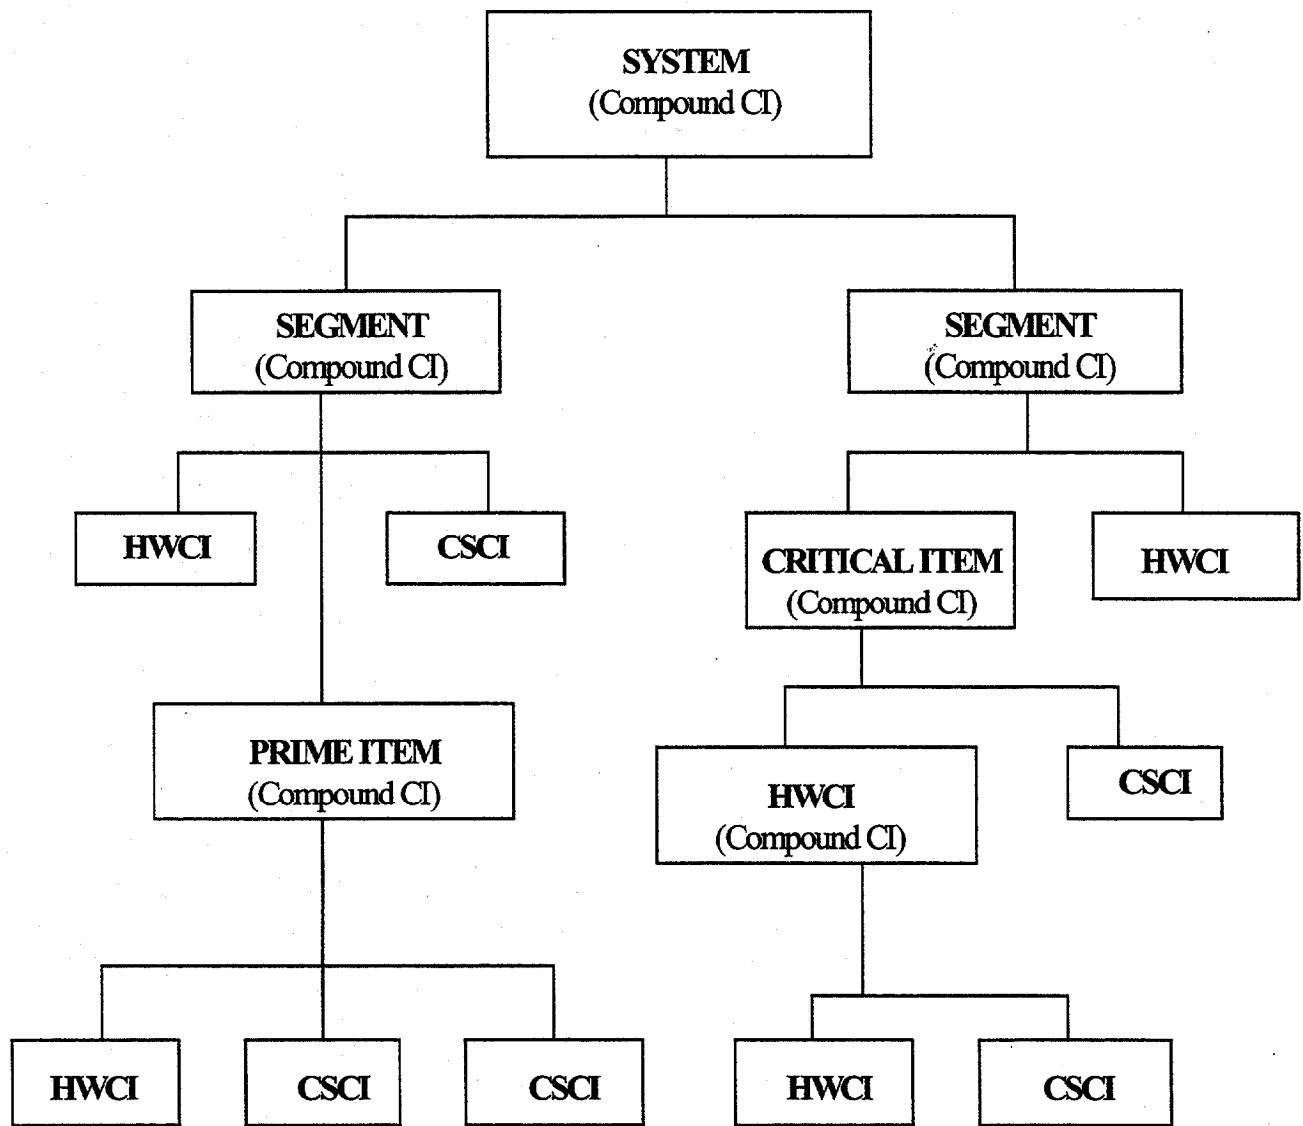 SYSTEM
(Compound CI)
SEGMENT
(Compound CI)
SEGMENT
(Compound CI)
HWCI
CSCI
CRITICAL ITEM
(Compound CI)
HWCI
PRIME ITEM
(Compound CI)
HWCI
(Compound CI)
CSCI
HWCI
CSCI
CSCI
HWCI
CSCI